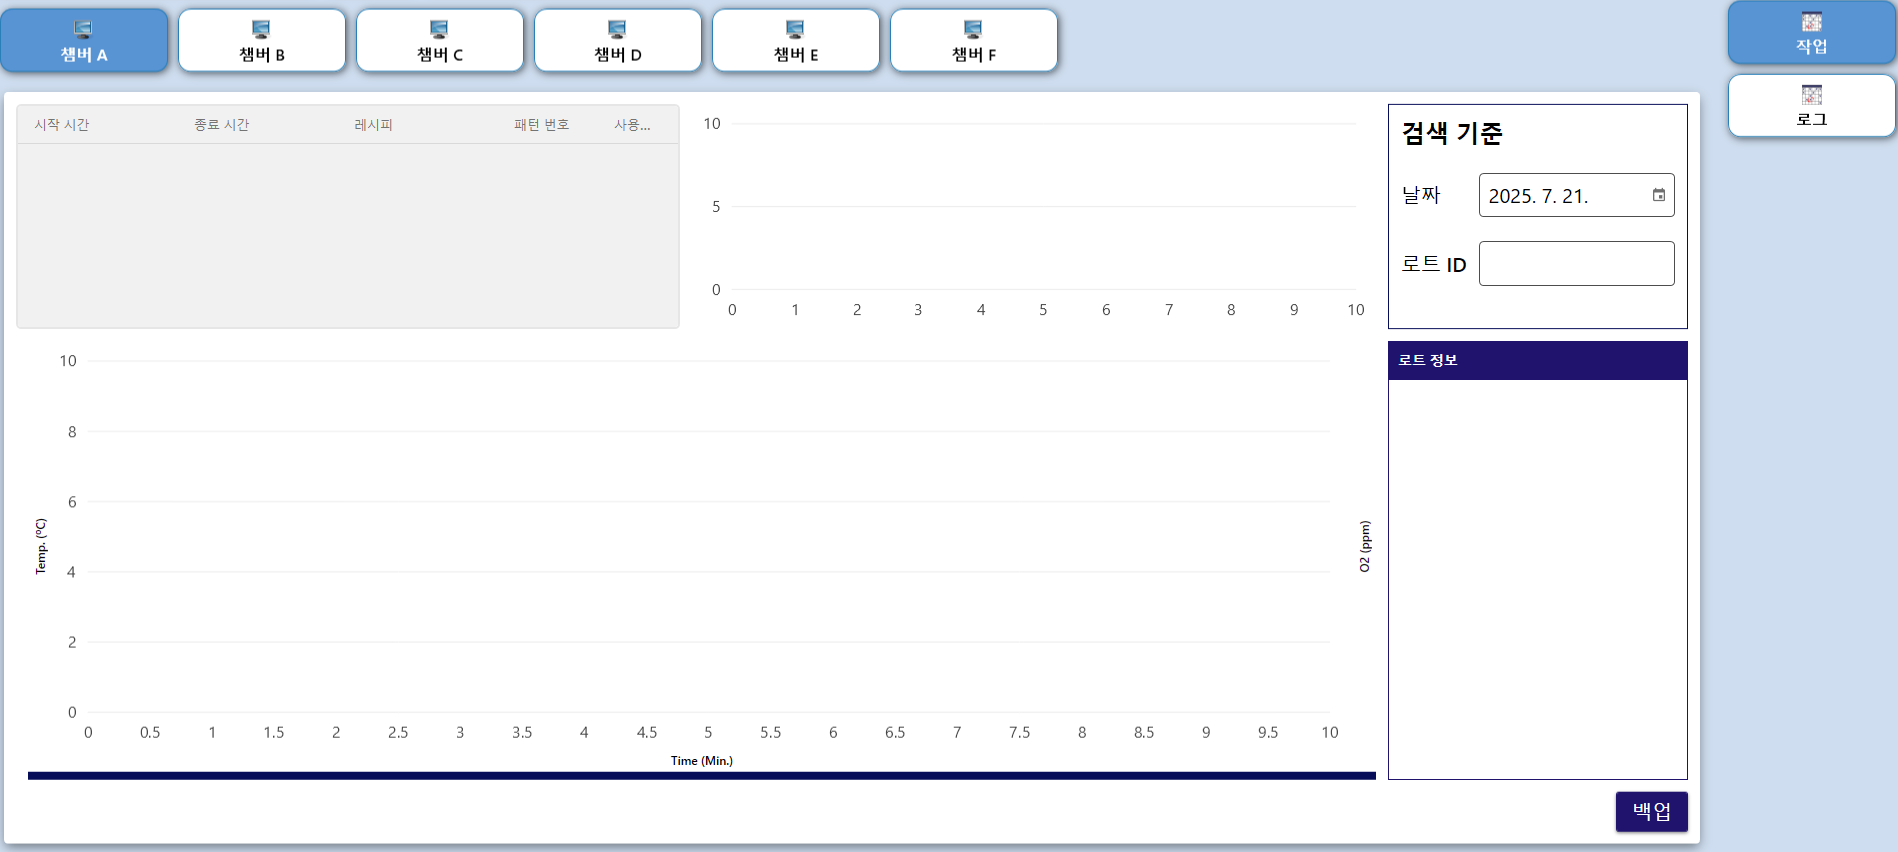 챔버 A
챔버 B
챔버 C
챔버 D
챔버 E
챔버 F
작업
로그
시작 시간 종료 시간 레시피 패턴 번호 사용...
10
5
0
0 1 2 3 4 5 6 7 8 9 10
검색 기준
날짜 2025. 7. 21.
로트 ID
로트 정보
10
8
6
4
2
0
Temp. (°C)
O2 (ppm)
0 0.5 1 1.5 2 2.5 3 3.5 4 4.5 5 5.5 6 6.5 7 7.5 8 8.5 9 9.5 10
Time (Min.)
백업